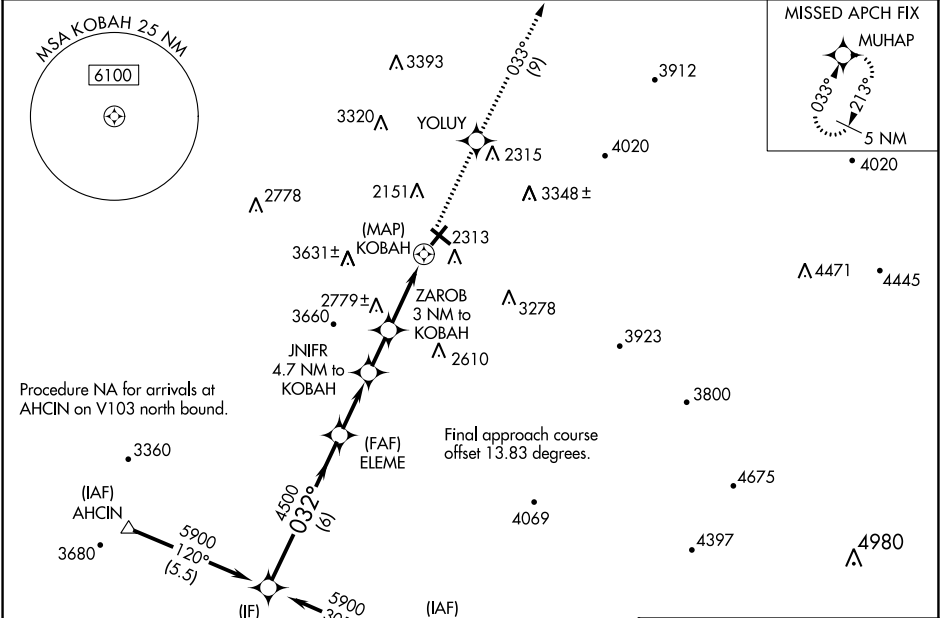 MSA KOBAH 25 NM
6100
MISSED APCH FIX
MUHAP
033°
213°
5 NM
033°
(9)
3393
3912
3320
YOLUY
2315
4020
4020
2778
2151
3348 ±
(MAP)
KOBAH
2313
3631±
4471
4445
2779±
ZAROB
3 NM to
KOBAH
3278
3660
3923
JNIFR
4.7 NM to
KOBAH
2610
Procedure NA for arrivals at
AHCIN on V103 north bound.
3800
(FAF)
ELEME
Final approach course
offset 13.83 degrees.
3360
4675
(IAF)
AHCIN
4500
032°
(6)
4069
3680
5900
120°
(5.5)
4397
4980
(IF)
5900
(IAF)